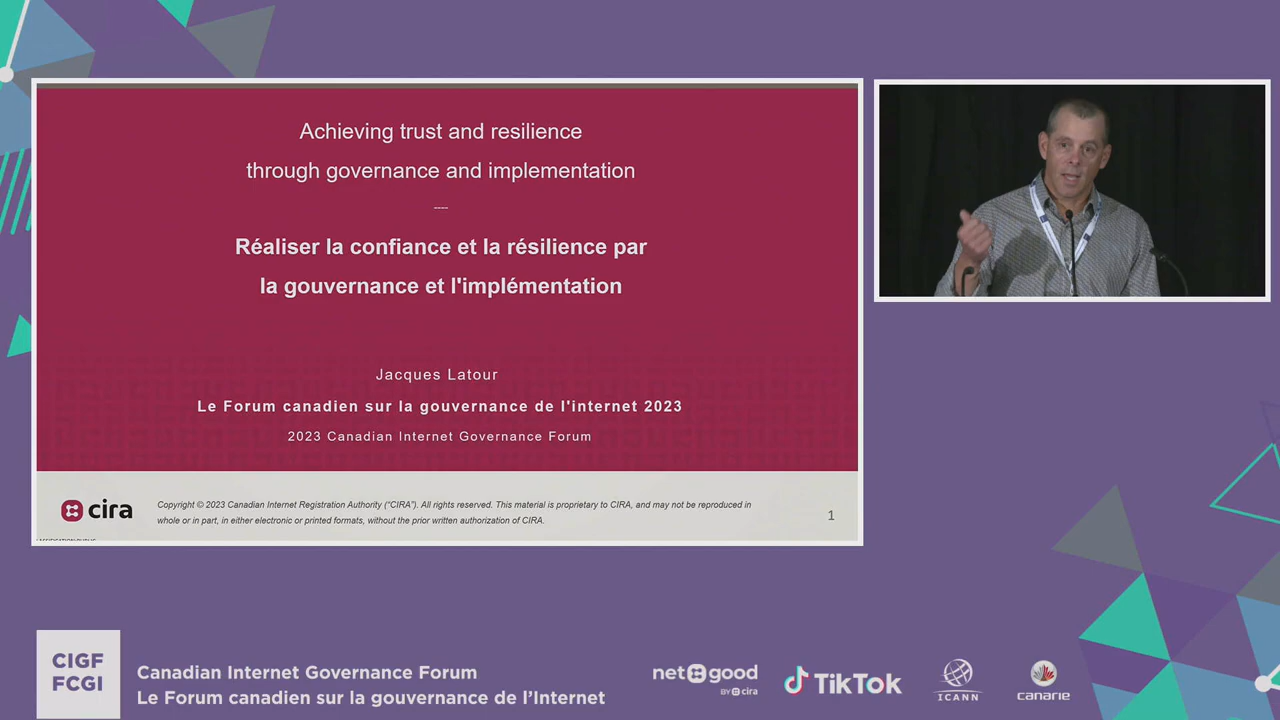 Achieving trust and resilience
through governance and implementation
Réaliser la confiance et la résilience par
la gouvernance et l'implémentation
Jacques Latour
Le Forum canadien sur la gouvernance de l'internet 2023
2023 Canadian Internet Governance Forum
cira
Copyright © 2023 Canadian Internet Registration Authority (“CIRA”). All rights reserved. This material is proprietary to CIRA, and may not be reproduced in
whole or in part, in either electronic or printed formats, without the prior written authorization of CIRA.
1
CIGF
FCGI
Canadian Internet Governance Forum
Le Forum canadien sur la gouvernance de l’Internet
net good
BY cira
TikTok
ICANN
canarie